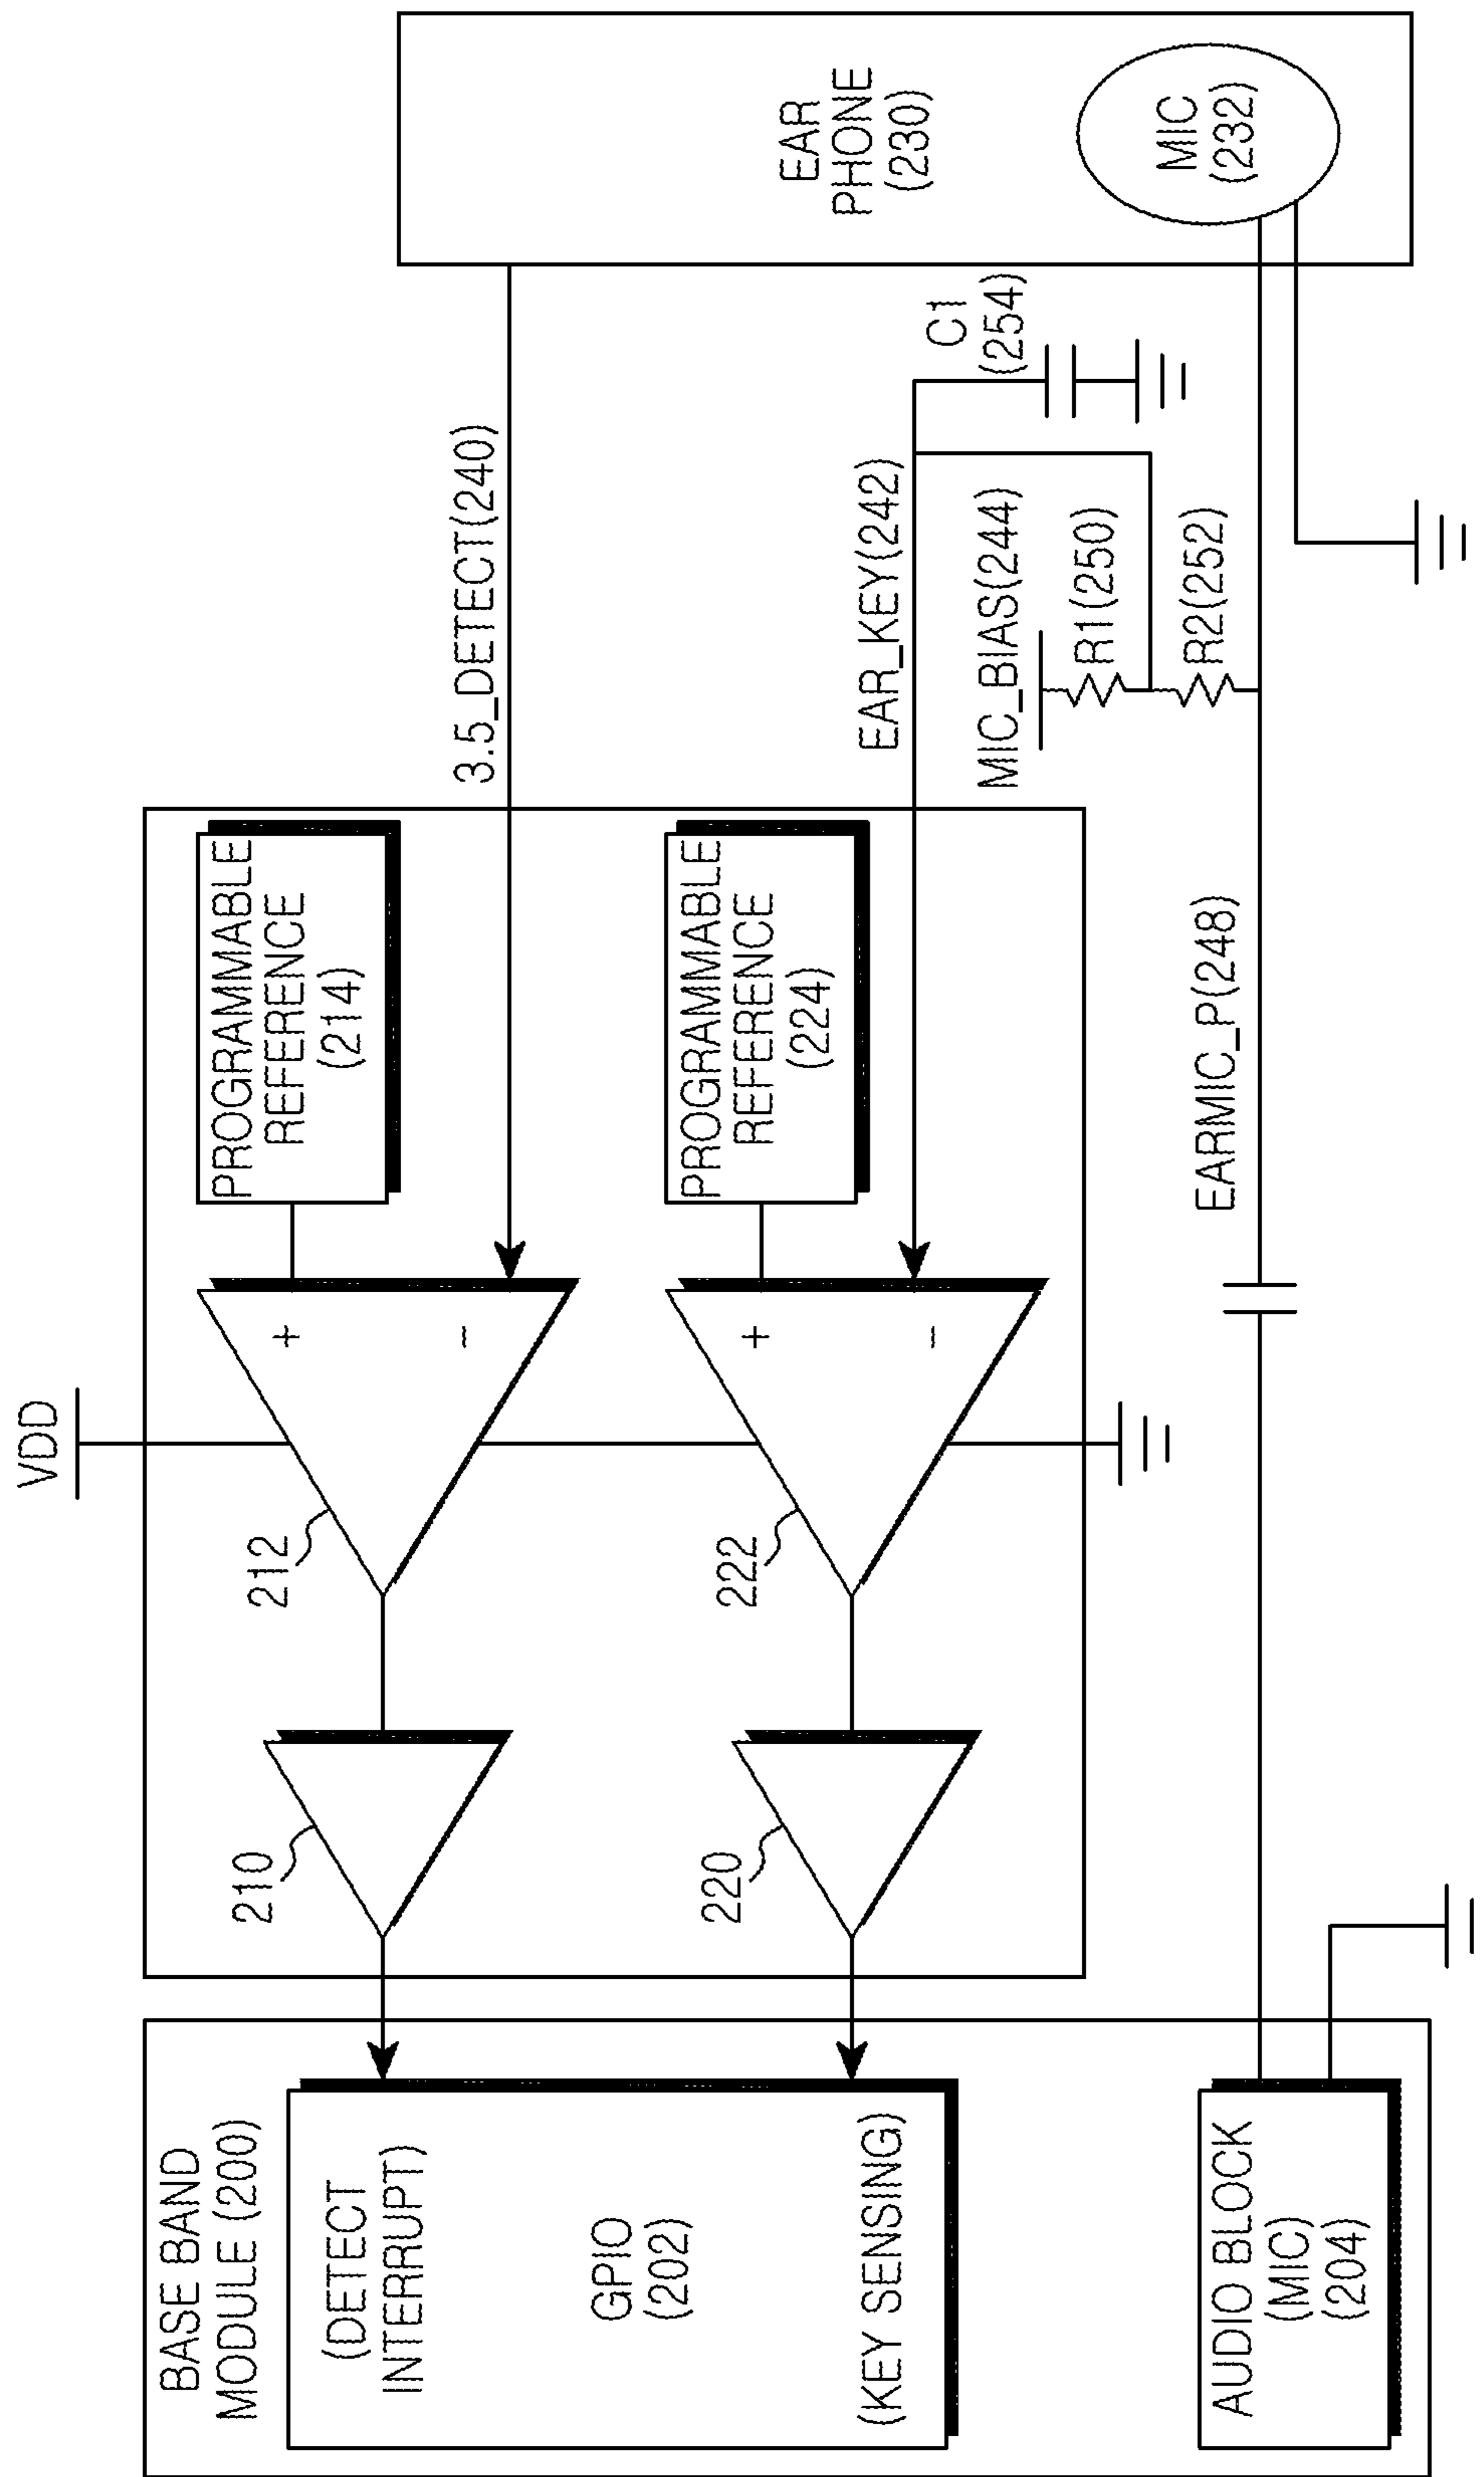 BASE BAND
MODULE (200)
(DETECT
INTERRUPT)
GPIO
(202)
(KEY SENSING)
AUDIO BLOCK
(MIC)
(204)
210
220
212
222
VDD
+
−
+
−
PROGRAMMABLE
REFERENCE
(214)
PROGRAMMABLE
REFERENCE
(224)
3.5_DETECT(240)
EAR_KEY(242)
MIC_BIAS(244)
R1(250)
R2(252)
EARMIC_P(248)
C1
(254)
EAR
PHONE
(230)
MIC
(232)